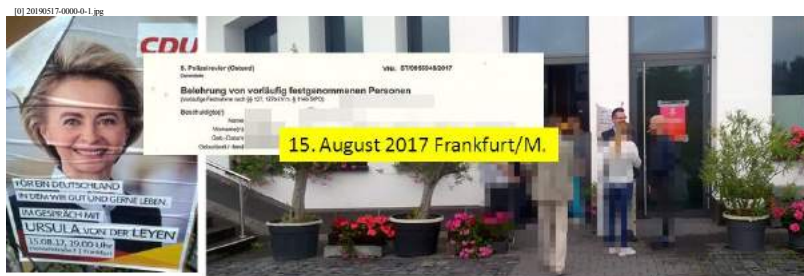 [0] 20190517-0000-0-1.jpg
CDU
FÜR EIN DEUTSCHLAND
IN DEM WIR GUT UND GERNE LEBEN.
IM GESPRÄCH MIT
URSULA VON DER LEYEN
15.08.17, 19.00 Uhr
Frankfurt
5. Polizeirevier (Ostend)
VNr. ST/0950348/2017
Belehrung von vorläufig festgenommenen Personen
Beschuldigte(r)
Name
Vorname(n)
15. August 2017 Frankfurt/M.